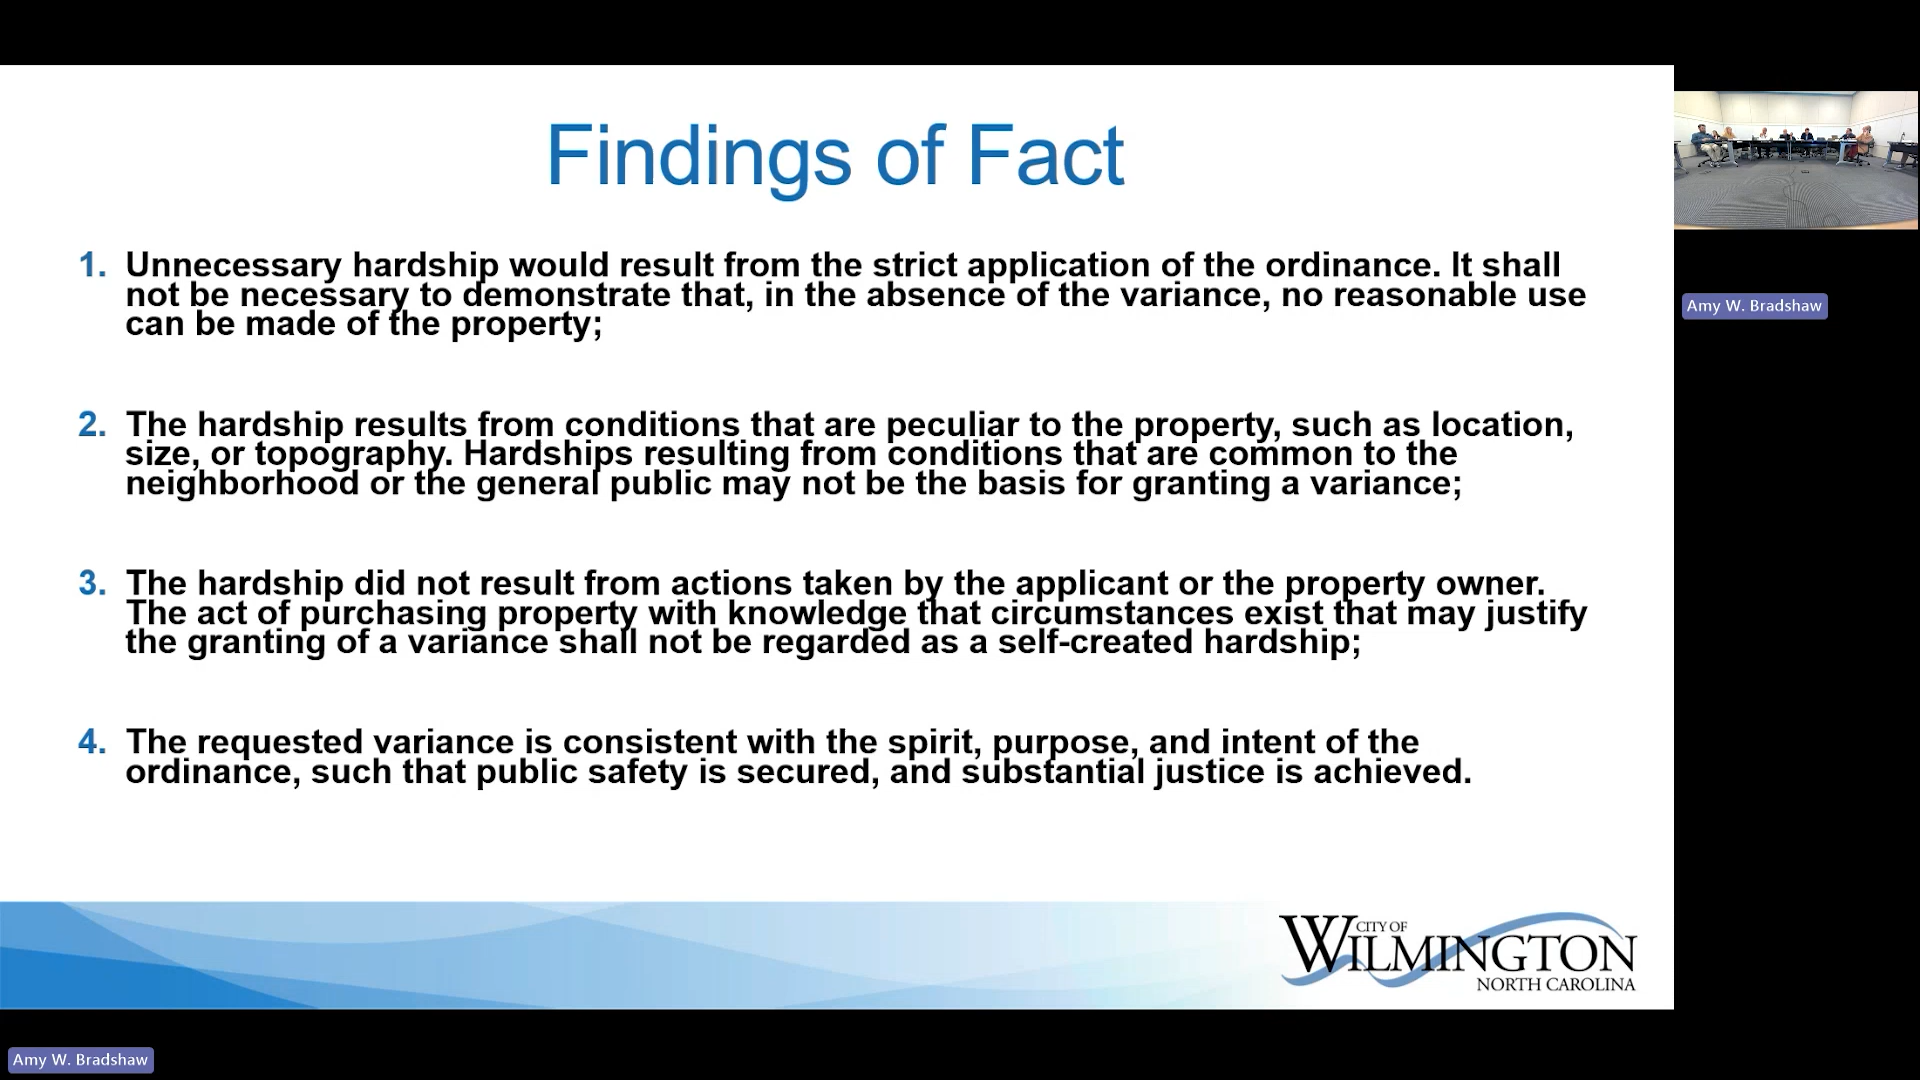 Findings of Fact
1. Unnecessary hardship would result from the strict application of the ordinance. It shall
not be necessary to demonstrate that, in the absence of the variance, no reasonable use
can be made of the property;
2. The hardship results from conditions that are peculiar to the property, such as location,
size, or topography. Hardships resulting from conditions that are common to the
neighborhood or the general public may not be the basis for granting a variance;
3. The hardship did not result from actions taken by the applicant or the property owner.
The act of purchasing property with knowledge that circumstances exist that may justify
the granting of a variance shall not be regarded as a self-created hardship;
4. The requested variance is consistent with the spirit, purpose, and intent of the
ordinance, such that public safety is secured, and substantial justice is achieved.
CITY OF
WILMINGTON
NORTH CAROLINA
Amy W. Bradshaw
Amy W. Bradshaw